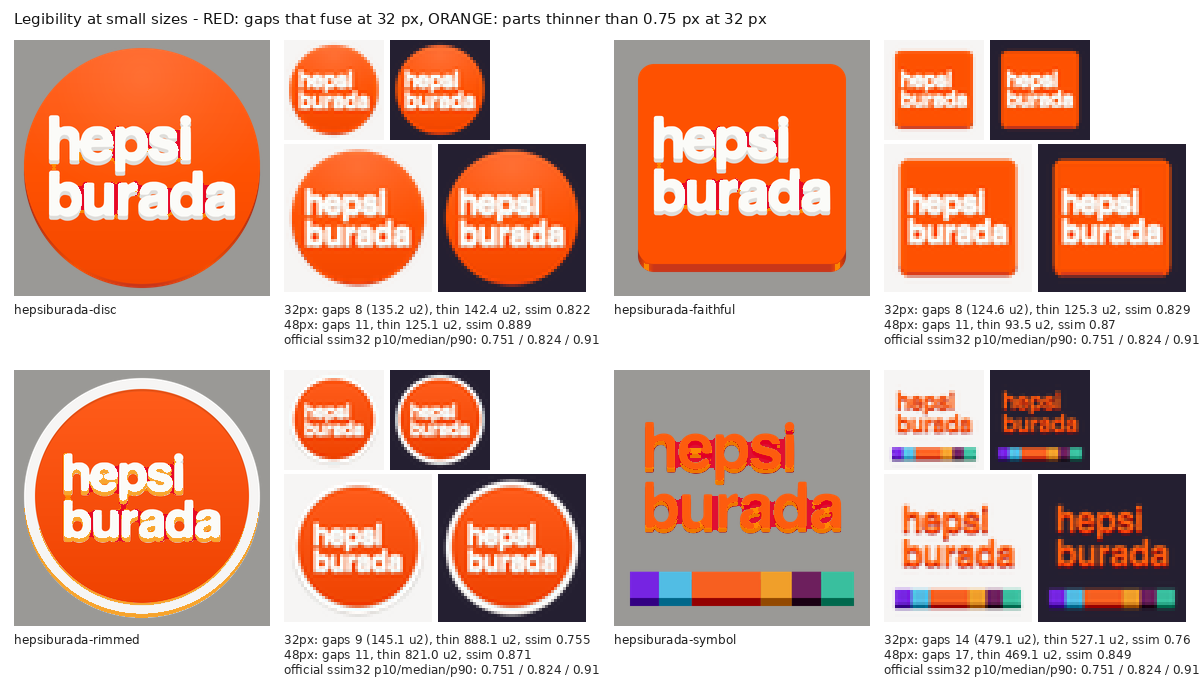 Legibility at small sizes - RED: gaps that fuse at 32 px, ORANGE: parts thinner than 0.75 px at 32 px
hepsi
burada
hepsi
burada
hepsi
burada
hepsi
burada
hepsi
burada
hepsiburada-disc
32px: gaps 8 (135.2 u2), thin 142.4 u2, ssim 0.822
48px: gaps 11, thin 125.1 u2, ssim 0.889
official ssim32 p10/median/p90: 0.751 / 0.824 / 0.91
hepsi
burada
hepsi
burada
hepsi
burada
hepsi
burada
hepsi
burada
hepsiburada-faithful
32px: gaps 8 (124.6 u2), thin 125.3 u2, ssim 0.829
48px: gaps 11, thin 93.5 u2, ssim 0.87
official ssim32 p10/median/p90: 0.751 / 0.824 / 0.91
hepsi
burada
hepsi
burada
hepsi
burada
hepsi
burada
hepsi
burada
hepsiburada-rimmed
32px: gaps 9 (145.1 u2), thin 888.1 u2, ssim 0.755
48px: gaps 11, thin 821.0 u2, ssim 0.871
official ssim32 p10/median/p90: 0.751 / 0.824 / 0.91
hepsi
burada
hepsi
burada
hepsi
burada
hepsi
burada
hepsi
burada
hepsiburada-symbol
32px: gaps 14 (479.1 u2), thin 527.1 u2, ssim 0.76
48px: gaps 17, thin 469.1 u2, ssim 0.849
official ssim32 p10/median/p90: 0.751 / 0.824 / 0.91